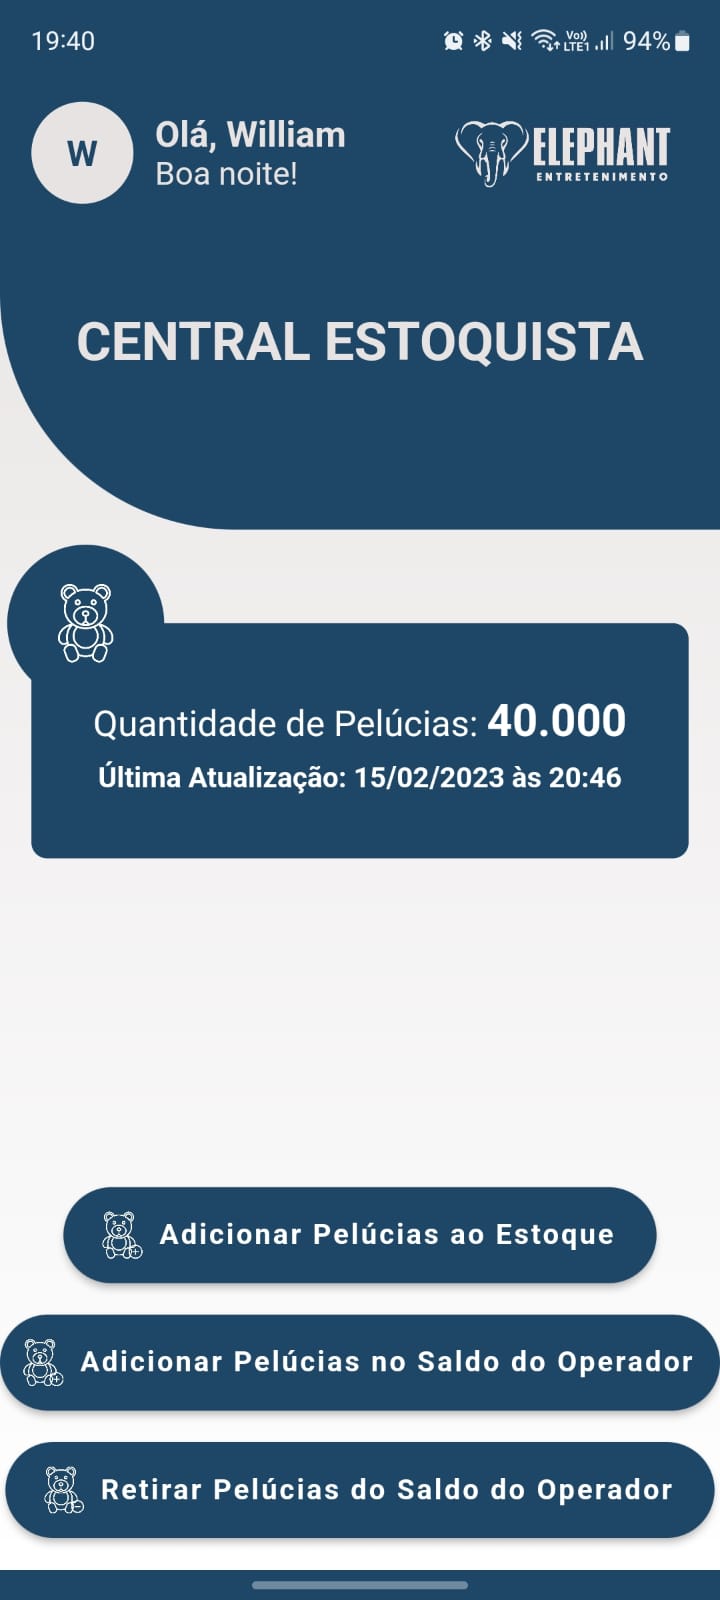 19:40
Vo))
LTE1
94%
W
Olá, William
Boa noite!
ELEPHANT
ENTRETENIMENTO
CENTRAL ESTOQUISTA
Quantidade de Pelúcias: 40.000
Última Atualização: 15/02/2023 às 20:46
Adicionar Pelúcias ao Estoque
Adicionar Pelúcias no Saldo do Operador
Retirar Pelúcias do Saldo do Operador